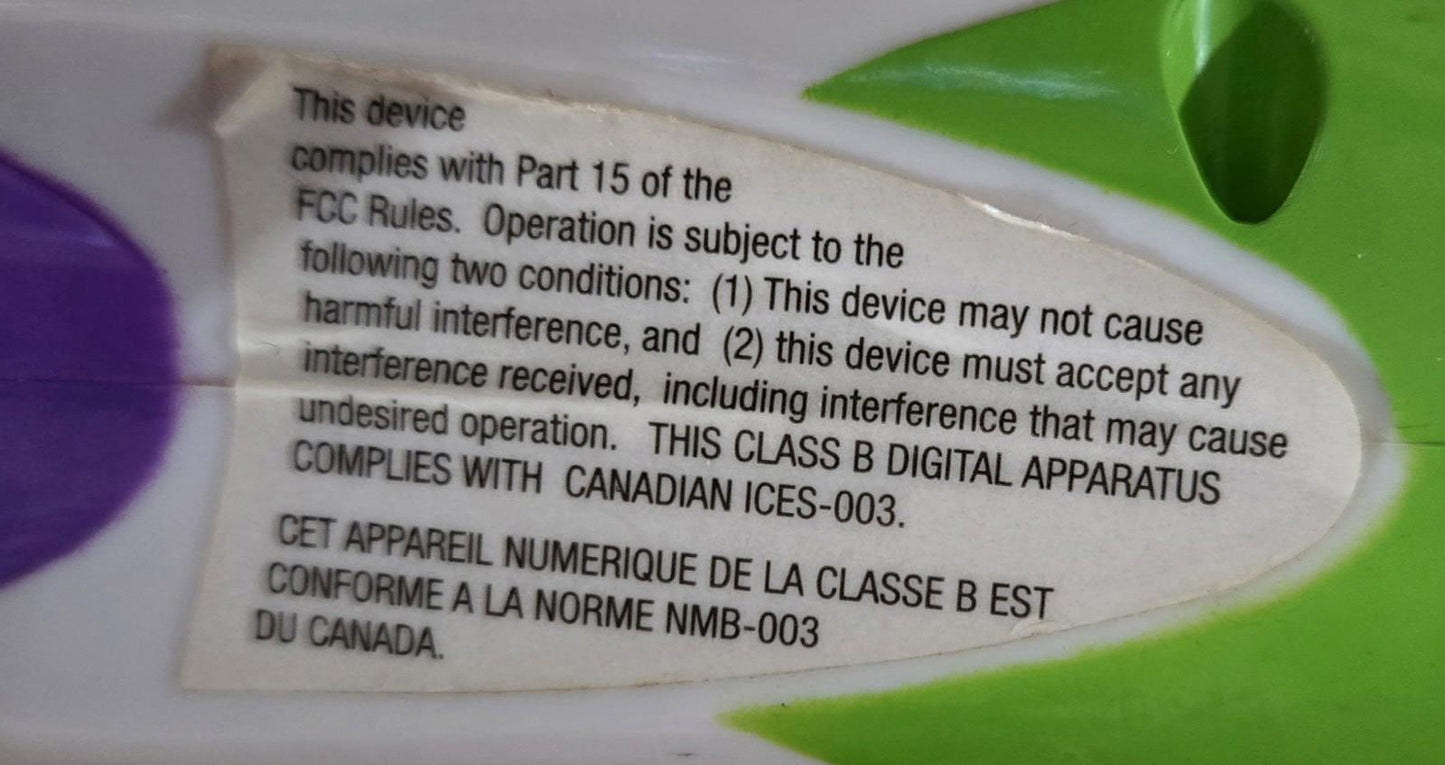 This device
complies with Part 15 of the
FCC Rules. Operation is subject to the
following two conditions: (1) This device may not cause
harmful interference, and (2) this device must accept any
interference received, including interference that may cause
undesired operation. THIS CLASS B DIGITAL APPARATUS
COMPLIES WITH CANADIAN ICES-003.
CET APPAREIL NUMERIQUE DE LA CLASSE B EST
CONFORME A LA NORME NMB-003
DU CANADA.